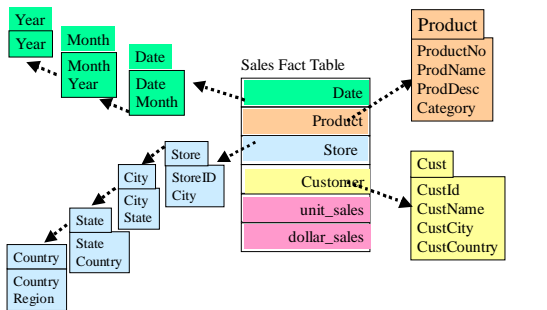 Year
Year
Month
Month
Year
Date
Date
Month
Sales Fact Table
Date
Product
Store
Customer
unit_sales
dollar_sales
Product
ProductNo
ProdName
ProdDesc
Category
Store
StoreID
City
City
City
State
State
State
Country
Country
Country
Region
Cust
CustId
CustName
CustCity
CustCountry